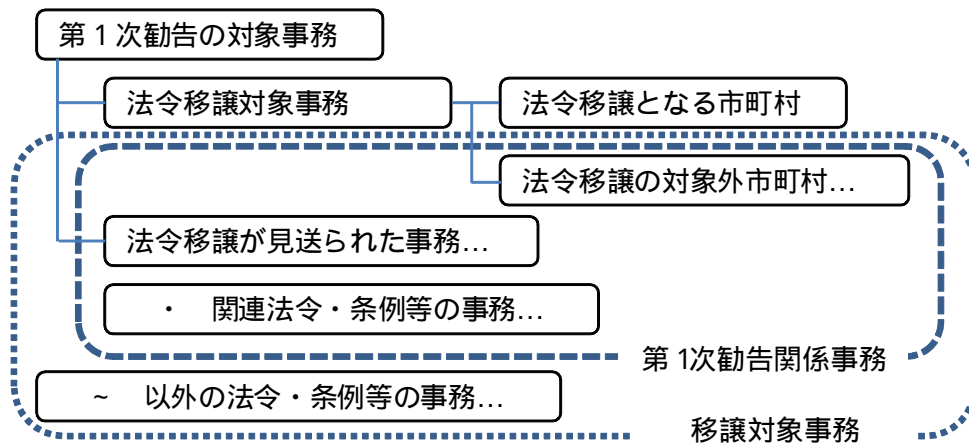 第1次勧告の対象事務
法令移譲対象事務
法令移譲となる市町村
法令移譲の対象外市町村…
法令移譲が見送られた事務…
・ 関連法令・条例等の事務…
第1次勧告関係事務
~ 以外の法令・条例等の事務…
移譲対象事務